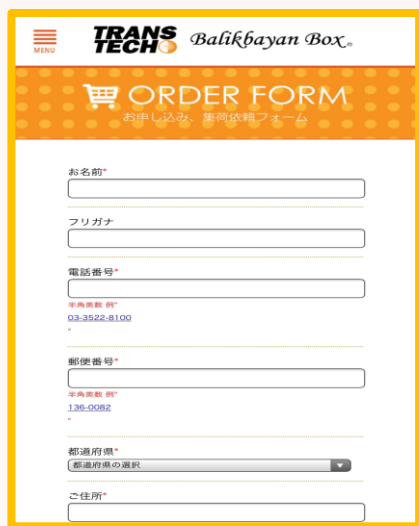 MENU
TRANS
TECH
Balikbayan Box®
ORDER FORM
お申し込み、集荷依頼フォーム
お名前*
フリガナ
電話番号*
半角英数 例"
03-3522-8100
"
郵便番号*
半角英数 例"
136-0082
"
都道府県*
都道府県の選択
ご住所*